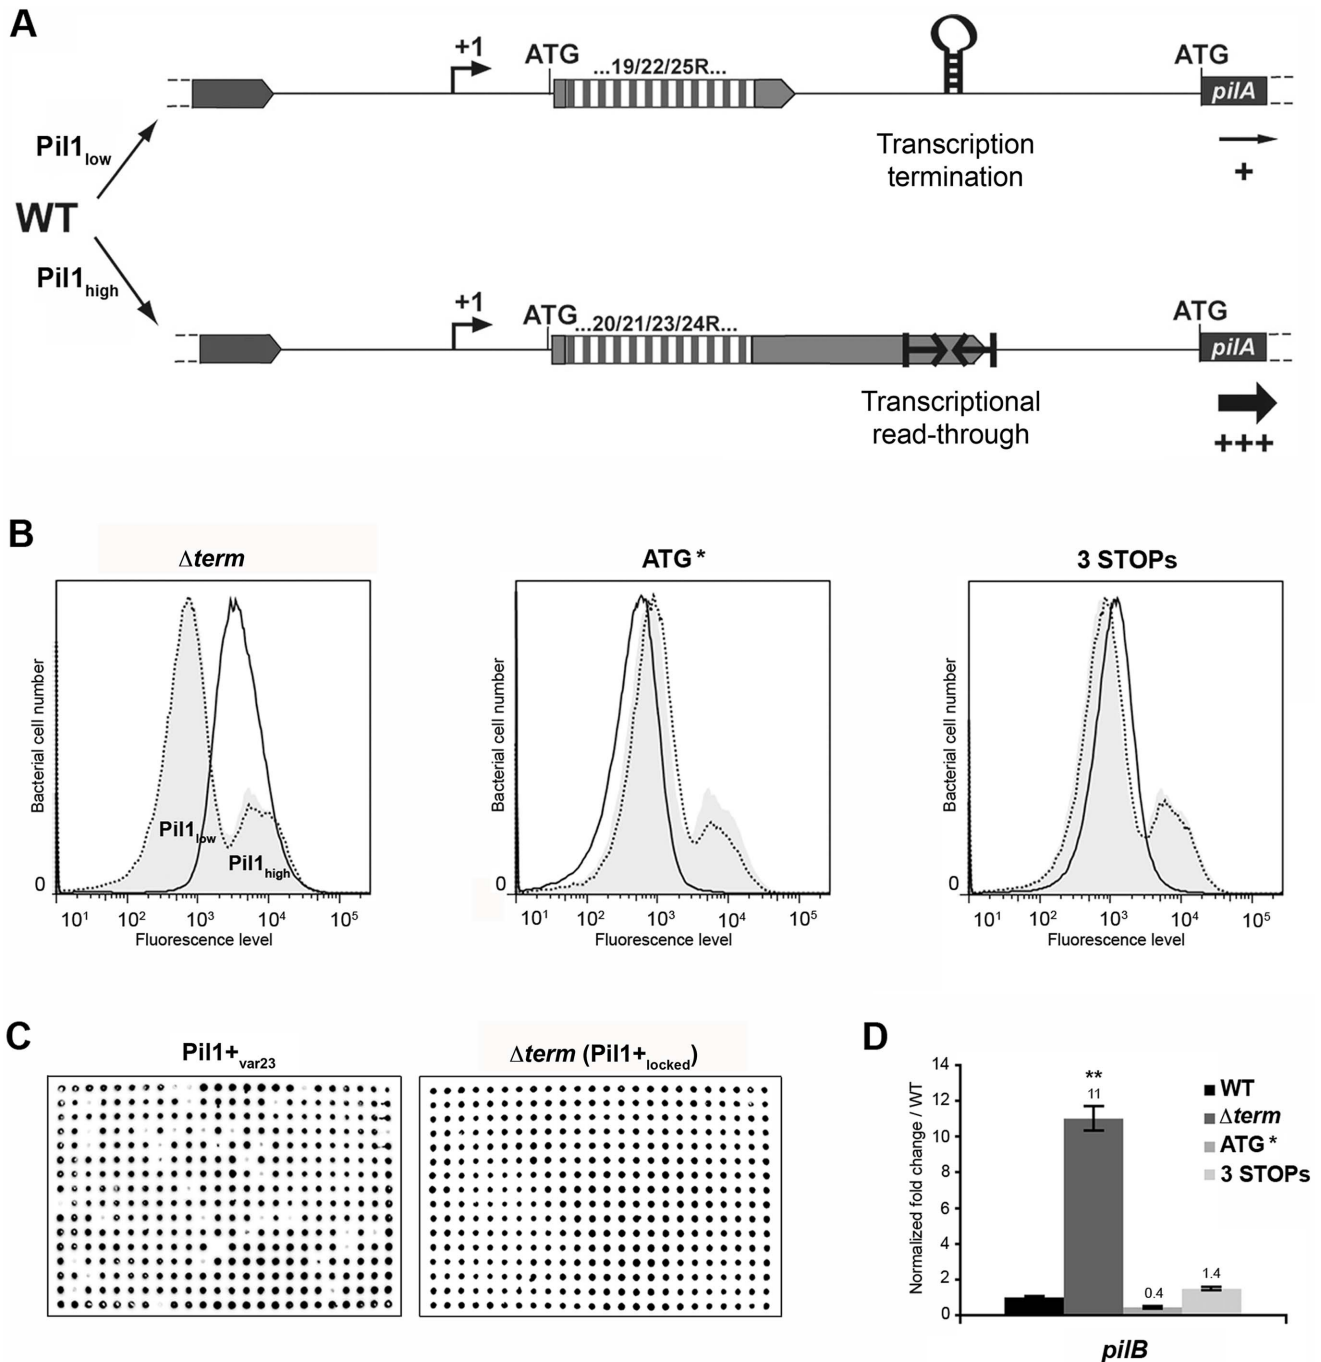 A
+1
ATG
...19/22/25R...
ATG
pilA
Pil1low
Transcription
termination
+
WT
Pil1high
+1
ATG
...20/21/23/24R...
ATG
pilA
Transcriptional
read-through
+++
B
Δterm
ATG*
3 STOPs
Bacterial cell number
Pil1low
Pil1high
0
10¹ 10² 10³ 10⁴ 10⁵
Fluorescence level
Bacterial cell number
0
10¹ 10² 10³ 10⁴ 10⁵
Fluorescence level
Bacterial cell number
0
10¹ 10² 10³ 10⁴ 10⁵
Fluorescence level
C
Pil1+var23
Δterm (Pil1+locked)
D
Normalized fold change / WT
14
12
10
8
6
4
2
0
**
11
0.4
1.4
WT
Δterm
ATG*
3 STOPs
pilB